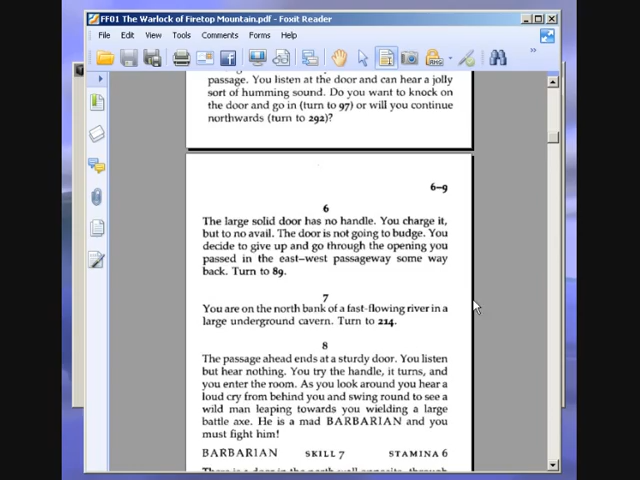 FF01 The Warlock of Firetop Mountain.pdf - Foxit Reader
File Edit View Tools Comments Forms Help
passage. You listen at the door and can hear a jolly
sort of humming sound. Do you want to knock on
the door and go in (turn to 97) or will you continue
northwards (turn to 292)?
6–9
6
The large solid door has no handle. You charge it,
but to no avail. The door is not going to budge. You
decide to give up and go through the opening you
passed in the east–west passageway some way
back. Turn to 89.
7
You are on the north bank of a fast-flowing river in a
large underground cavern. Turn to 214.
8
The passage ahead ends at a sturdy door. You listen
but hear nothing. You try the handle, it turns, and
you enter the room. As you look around you hear a
loud cry from behind you and swing round to see a
wild man leaping towards you wielding a large
battle axe. He is a mad BARBARIAN and you
must fight him!
BARBARIAN SKILL 7 STAMINA 6
There is a door in the north wall opposite, through